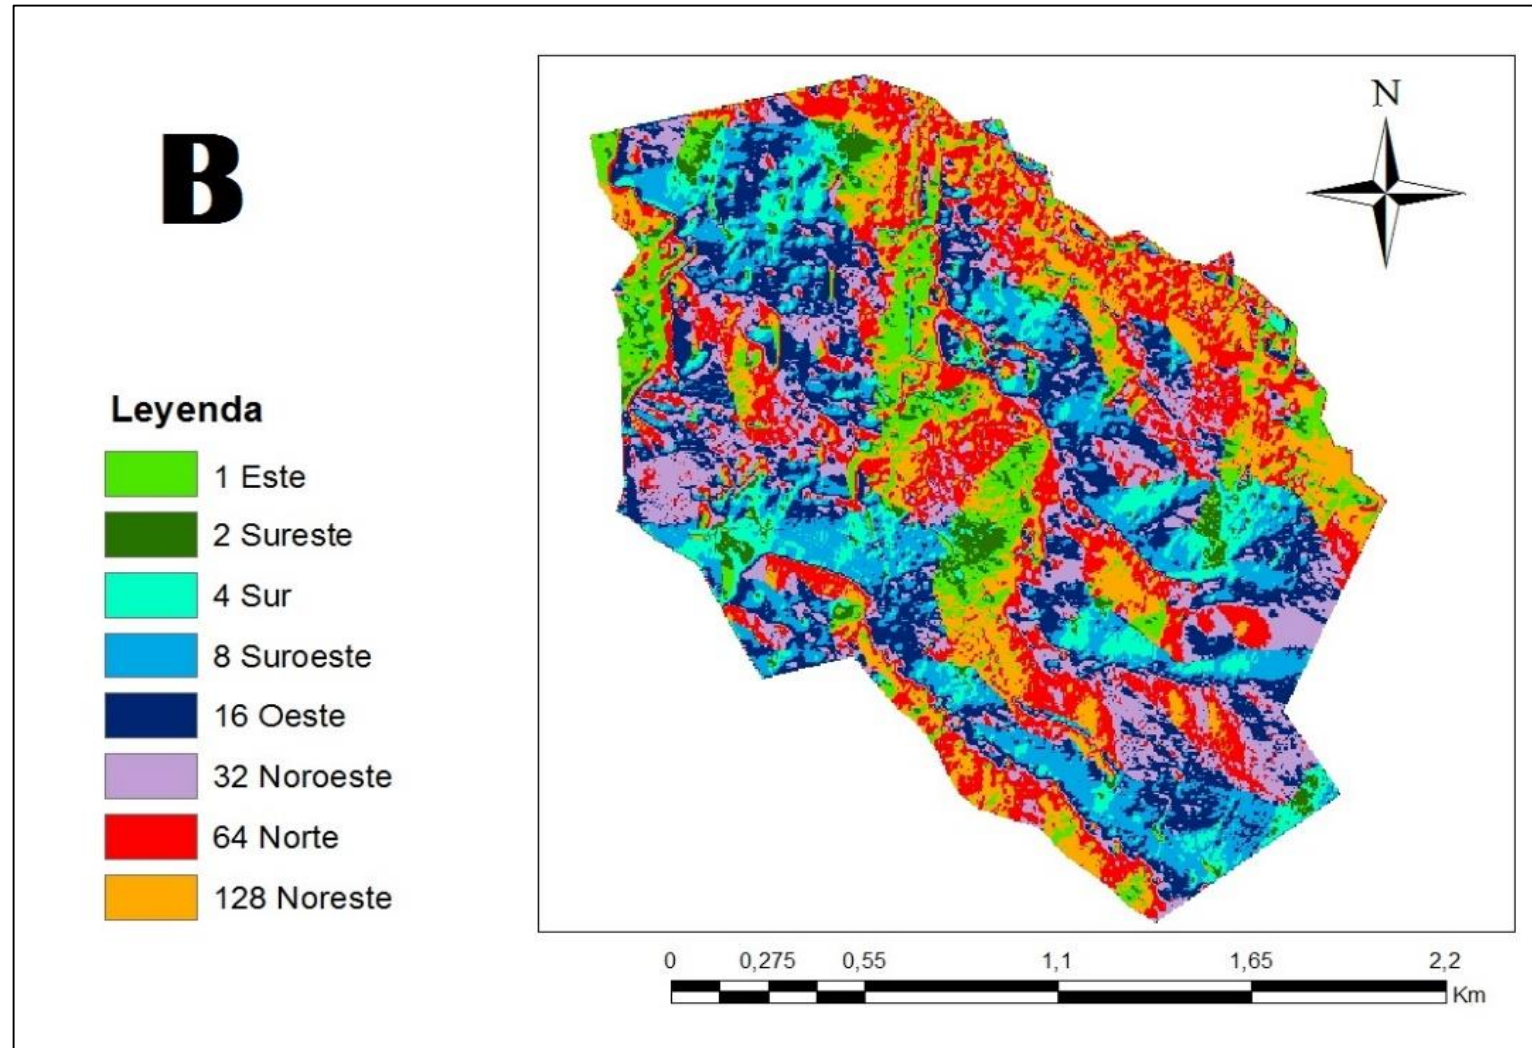 B
N
Leyenda
1 Este
2 Sureste
4 Sur
8 Suroeste
16 Oeste
32 Noroeste
64 Norte
128 Noreste
0 0,275 0,55 1,1 1,65 2,2
Km